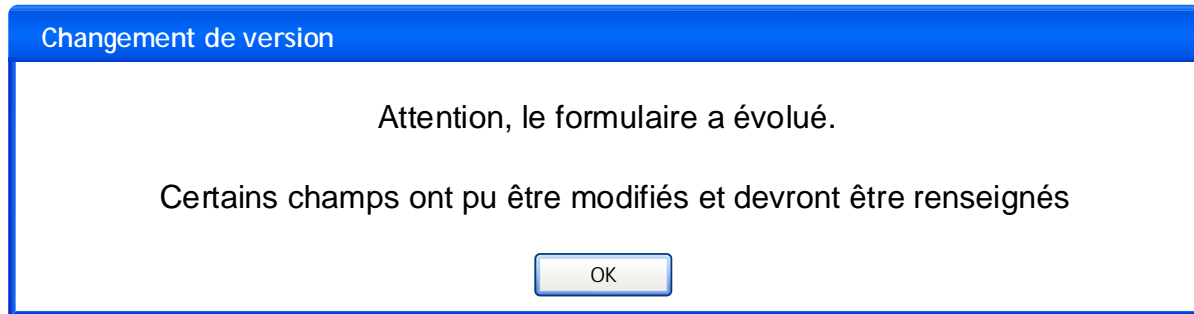 Changement de version
Attention, le formulaire a évolué.
Certains champs ont pu être modifiés et devront être renseignés
OK